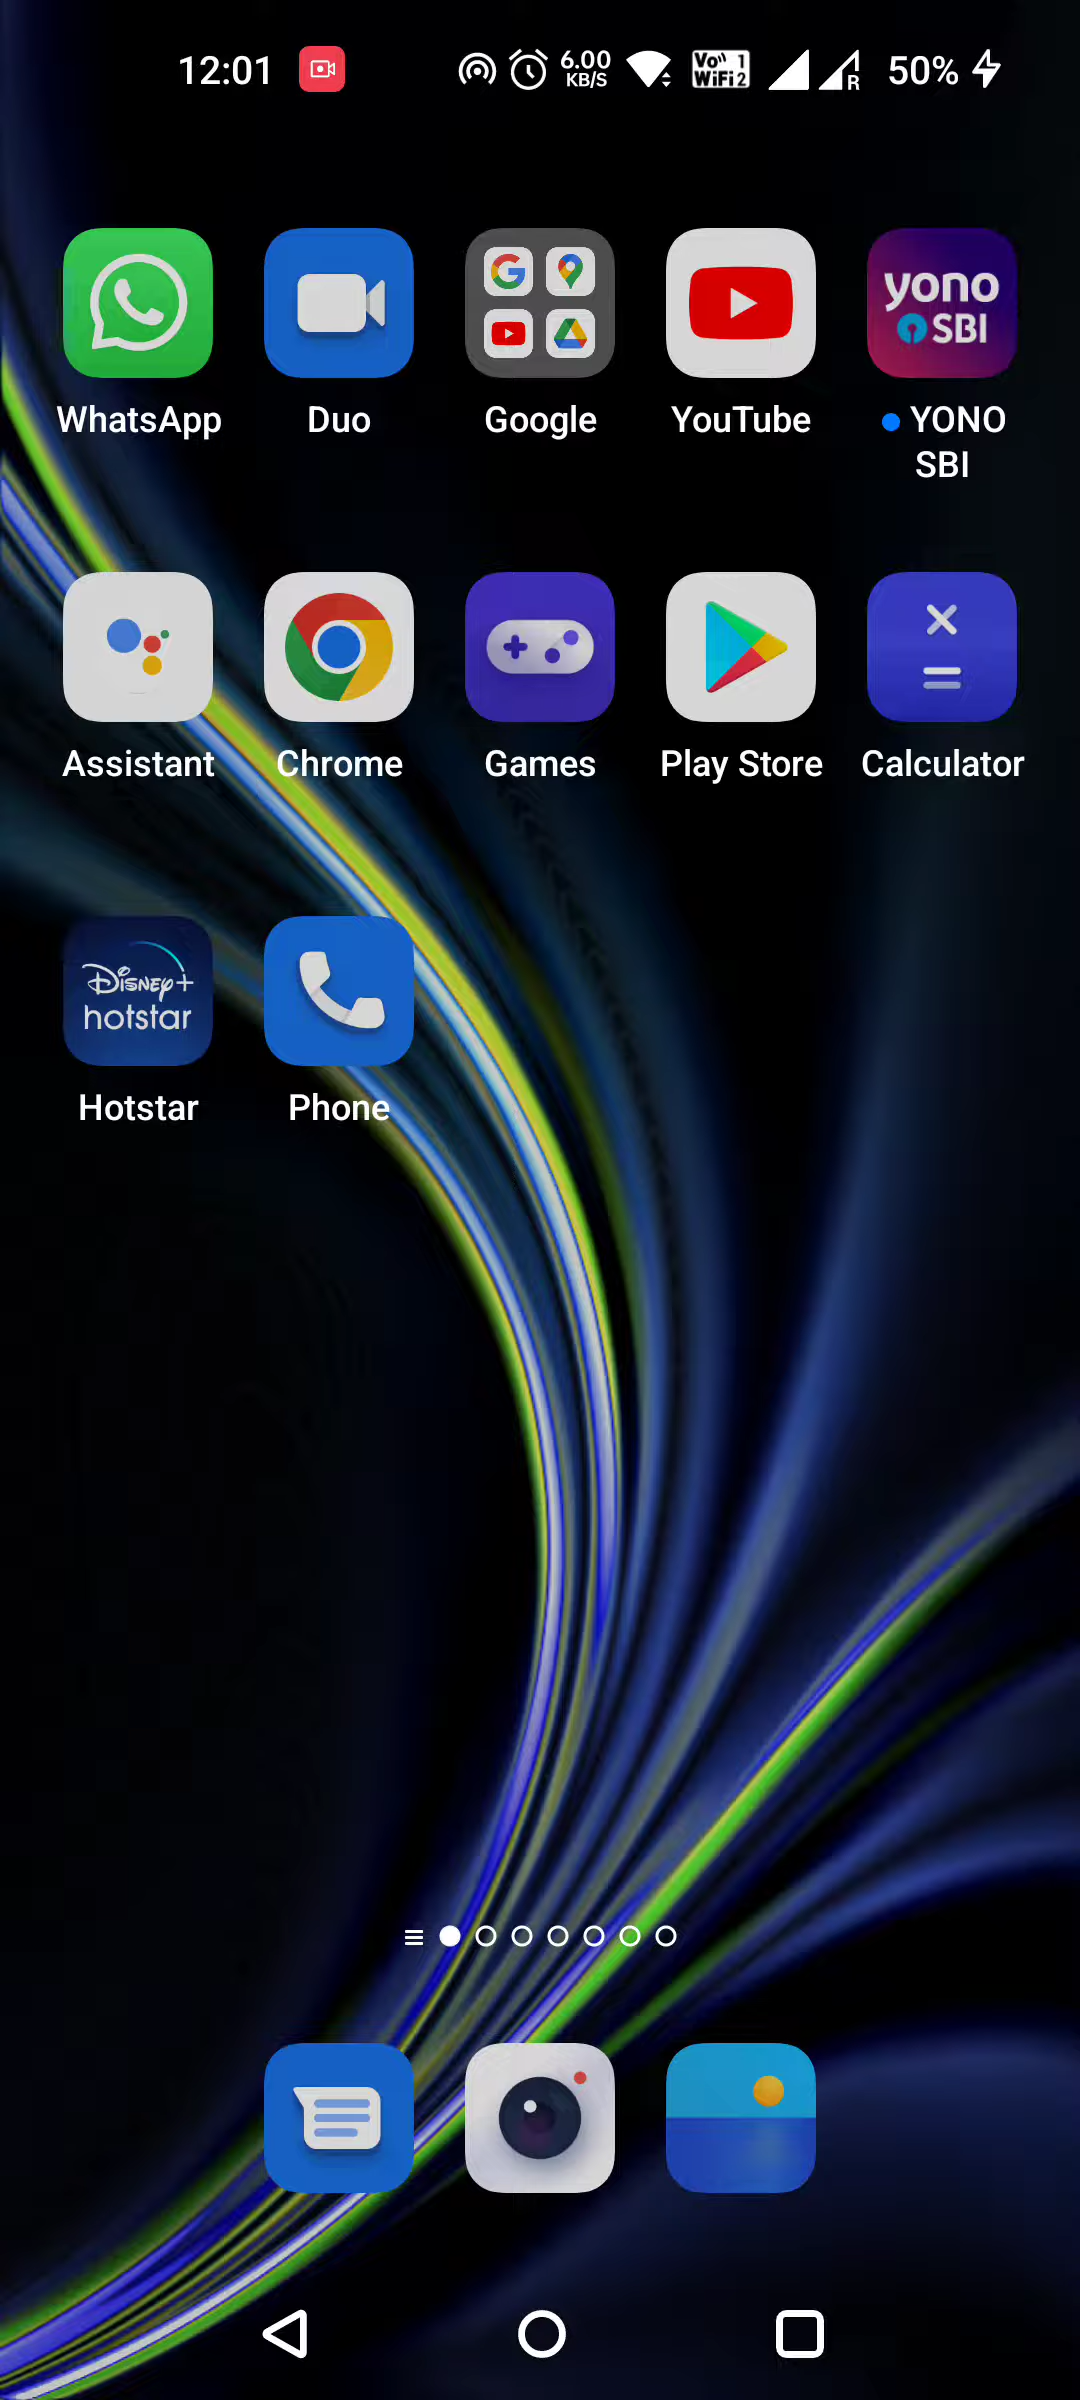 12:01 6.00 KB/S Vo 1 WiFi 2 R 50%
yono
SBI
WhatsApp Duo Google YouTube YONO SBI
Assistant Chrome Games Play Store Calculator
Disney+
hotstar
Hotstar Phone